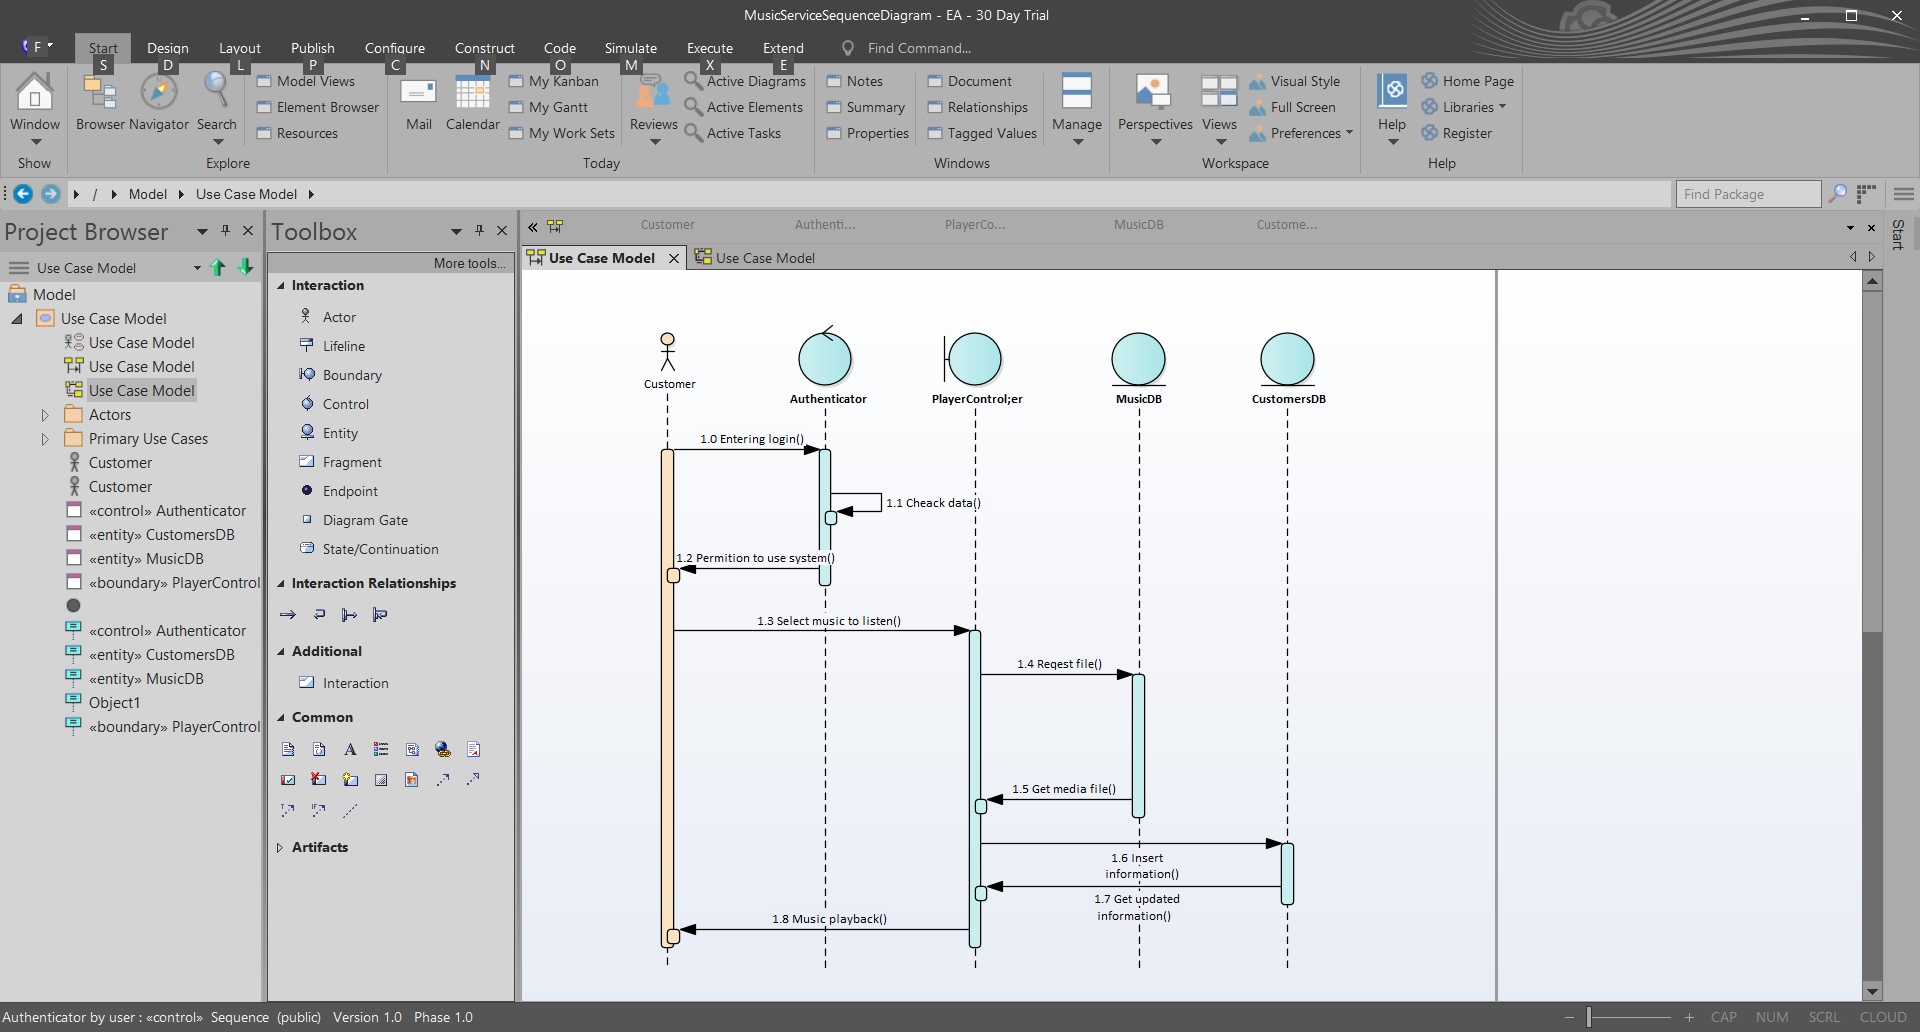 MusicServiceSequenceDiagram - EA - 30 Day Trial
F
Start Design Layout Publish Configure Construct Code Simulate Execute Extend Find Command...
S D L P C N O M X E
Window
Show
Browser Navigator Search
Model Views
Element Browser
Resources
Explore
Mail Calendar
My Kanban
My Gantt
My Work Sets
Reviews
Active Diagrams
Active Elements
Active Tasks
Today
Notes
Summary
Properties
Document
Relationships
Tagged Values
Windows
Manage
Perspectives Views
Visual Style
Full Screen
Preferences
Workspace
Help
Home Page
Libraries
Register
Help
/ Model Use Case Model
Find Package
Project Browser
Use Case Model
Model
Use Case Model
Use Case Model
Use Case Model
Use Case Model
Actors
Primary Use Cases
Customer
Customer
«control» Authenticator
«entity» CustomersDB
«entity» MusicDB
«boundary» PlayerControl
«control» Authenticator
«entity» CustomersDB
«entity» MusicDB
Object1
«boundary» PlayerControl
Toolbox
More tools...
Interaction
Actor
Lifeline
Boundary
Control
Entity
Fragment
Endpoint
Diagram Gate
State/Continuation
Interaction Relationships
Additional
Interaction
Common
Artifacts
Customer Authenti... PlayerCo... MusicDB Custome...
Use Case Model Use Case Model
Start
Customer
Authenticator PlayerControl;er MusicDB CustomersDB
1.0 Entering login()
1.1 Cheack data()
1.2 Permition to use system()
1.3 Select music to listen()
1.4 Reqest file()
1.5 Get media file()
1.6 Insert
information()
1.7 Get updated
information()
1.8 Music playback()
Authenticator by user : «control» Sequence (public) Version 1.0 Phase 1.0
CAP NUM SCRL CLOUD